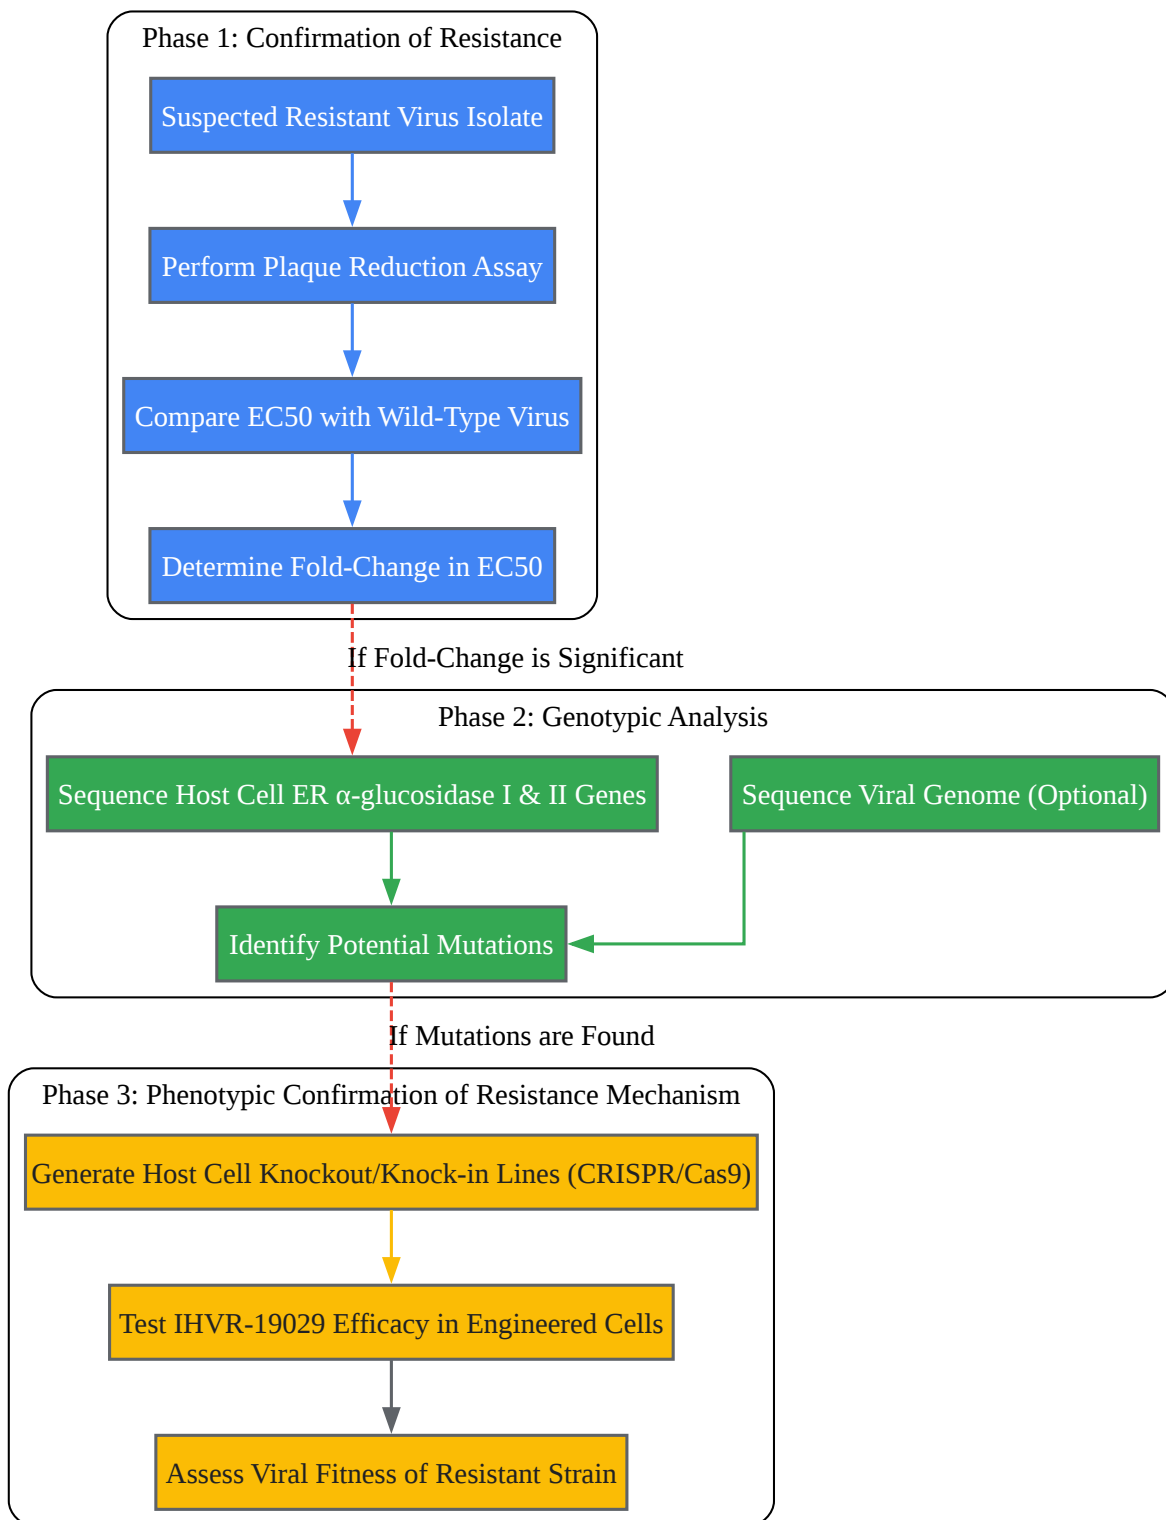 Phase 1: Confirmation of Resistance
Suspected Resistant Virus Isolate
Perform Plaque Reduction Assay
Compare EC50 with Wild-Type Virus
Determine Fold-Change in EC50
If Fold-Change is Significant
Phase 2: Genotypic Analysis
Sequence Host Cell ER α-glucosidase I & II Genes
Sequence Viral Genome (Optional)
Identify Potential Mutations
If Mutations are Found
Phase 3: Phenotypic Confirmation of Resistance Mechanism
Generate Host Cell Knockout/Knock-in Lines (CRISPR/Cas9)
Test IHVR-19029 Efficacy in Engineered Cells
Assess Viral Fitness of Resistant Strain